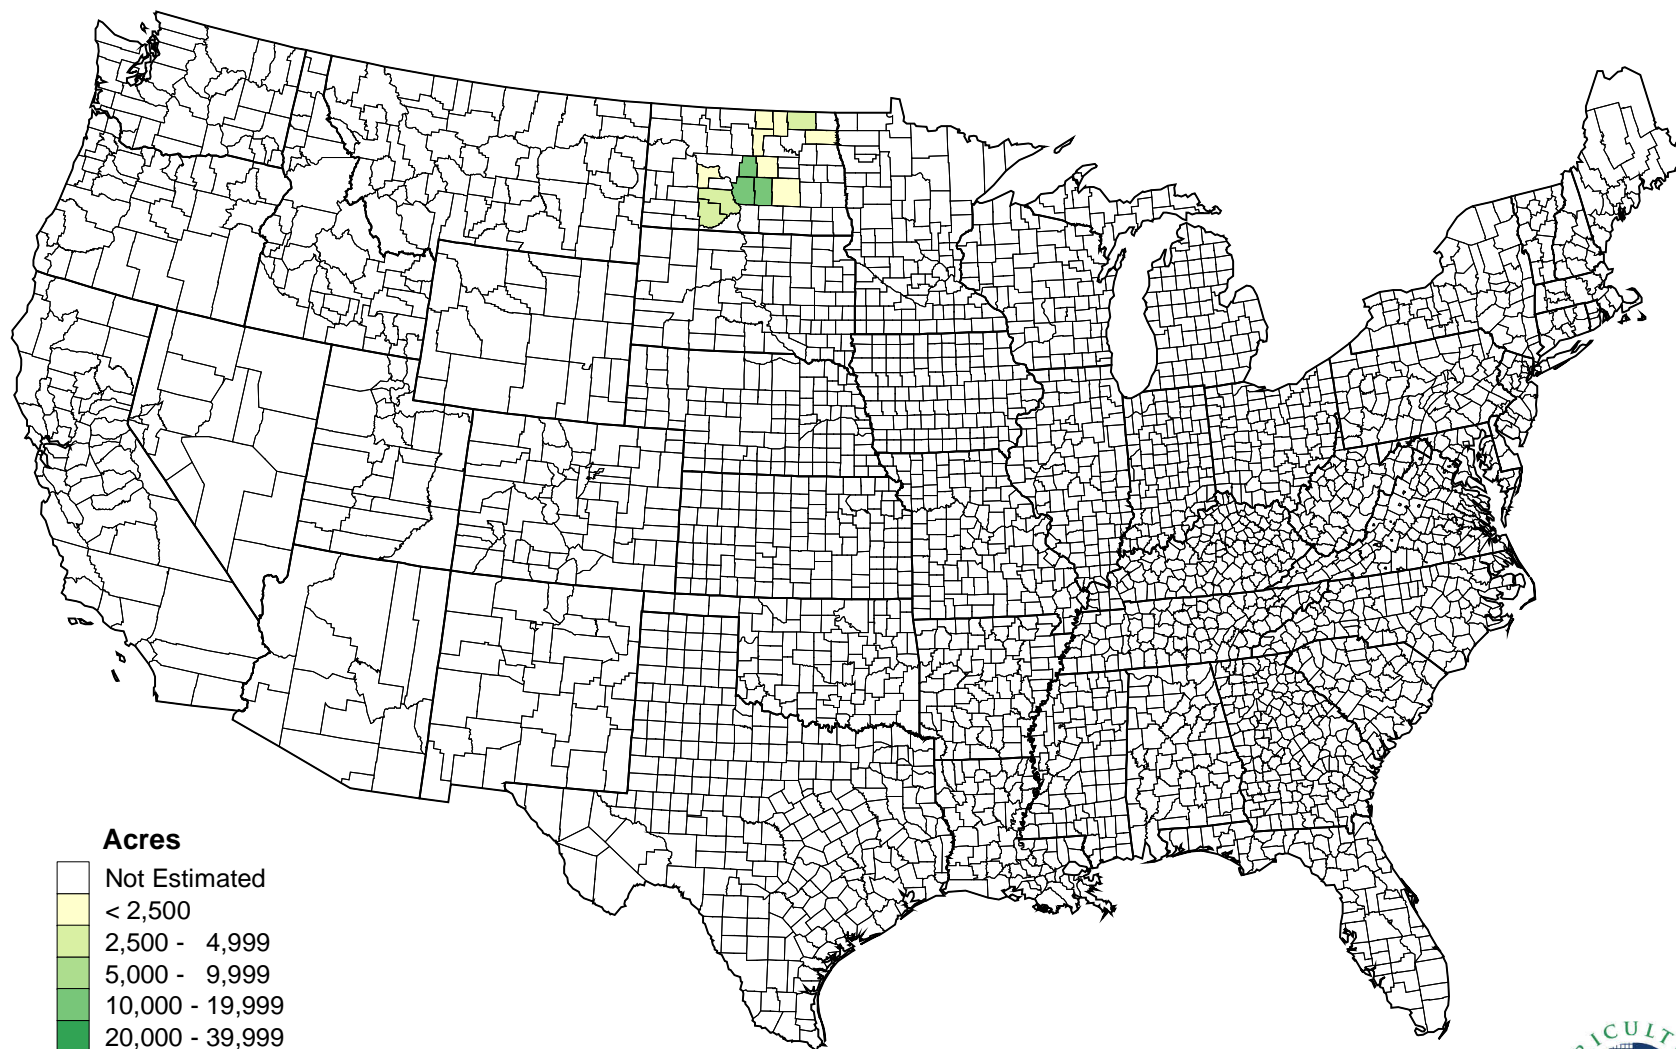 Acres
Not Estimated
< 2,500
2,500 - 4,999
5,000 - 9,999
10,000 - 19,999
20,000 - 39,999
ICULT